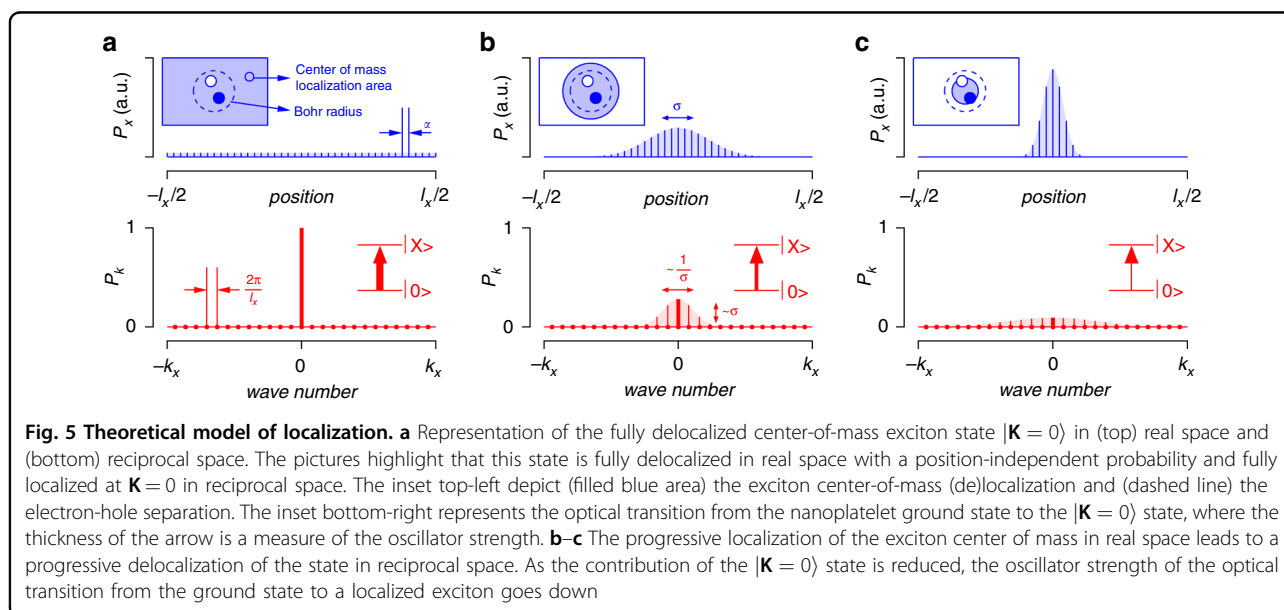 a
P_x (a.u.)
Center of mass
localization area
Bohr radius
α
–l_x/2
position
l_x/2
1
P_k
0
2π
l_x
|X>
|0>
–k_x
0
k_x
wave number
b
P_x (a.u.)
σ
–l_x/2
position
l_x/2
1
P_k
0
~ 1
σ
~σ
|X>
|0>
–k_x
0
k_x
wave number
c
P_x (a.u.)
–l_x/2
position
l_x/2
1
P_k
0
|X>
|0>
–k_x
0
k_x
wave number
Fig. 5 Theoretical model of localization. a Representation of the fully delocalized center-of-mass exciton state |K = 0⟩ in (top) real space and
(bottom) reciprocal space. The pictures highlight that this state is fully delocalized in real space with a position-independent probability and fully
localized at K = 0 in reciprocal space. The inset top-left depict (filled blue area) the exciton center-of-mass (de)localization and (dashed line) the
electron-hole separation. The inset bottom-right represents the optical transition from the nanoplatelet ground state to the |K = 0⟩ state, where the
thickness of the arrow is a measure of the oscillator strength. b–c The progressive localization of the exciton center of mass in real space leads to a
progressive delocalization of the state in reciprocal space. As the contribution of the |K = 0⟩ state is reduced, the oscillator strength of the optical
transition from the ground state to a localized exciton goes down